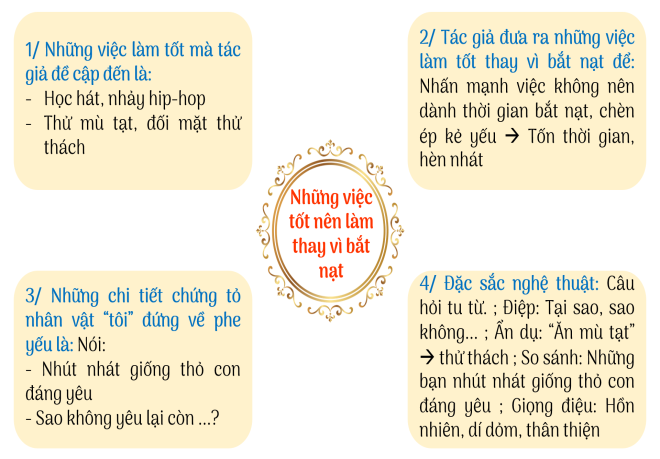 1/ Những việc làm tốt mà tác
giả đề cập đến là:
- Học hát, nhảy hip-hop
- Thử mù tạt, đối mặt thử
thách
2/ Tác giả đưa ra những việc
làm tốt thay vì bắt nạt để:
Nhấn mạnh việc không nên
dành thời gian bắt nạt, chèn
ép kẻ yếu → Tốn thời gian,
hèn nhát
Những việc
tốt nên làm
thay vì bắt
nạt
3/ Những chi tiết chứng tỏ
nhân vật “tôi” đứng về phe
yếu là: Nói:
- Nhút nhát giống thỏ con
đáng yêu
- Sao không yêu lại còn ...?
4/ Đặc sắc nghệ thuật: Câu
hỏi tu từ. ; Điệp: Tại sao, sao
không... ; Ẩn dụ: “Ăn mù tạt”
→ thử thách ; So sánh: Những
bạn nhút nhát giống thỏ con
đáng yêu ; Giọng điệu: Hồn
nhiên, dí dỏm, thân thiện